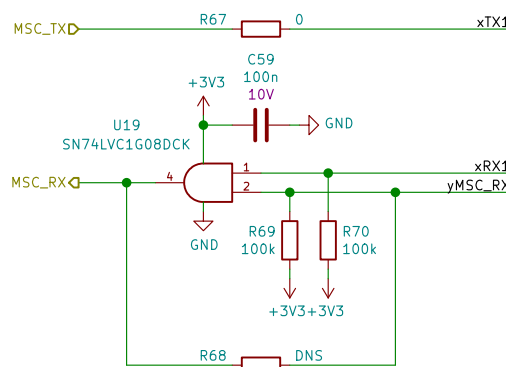 R67 0
MSC_TX xTX1
C59
100n
+3V3 10V
GND
U19
SN74LVC1G08DCK
1 xRX1
MSC_RX 4
2 yMSC_RX
GND
R69 R70
100k 100k
+3V3 +3V3
R68 DNS